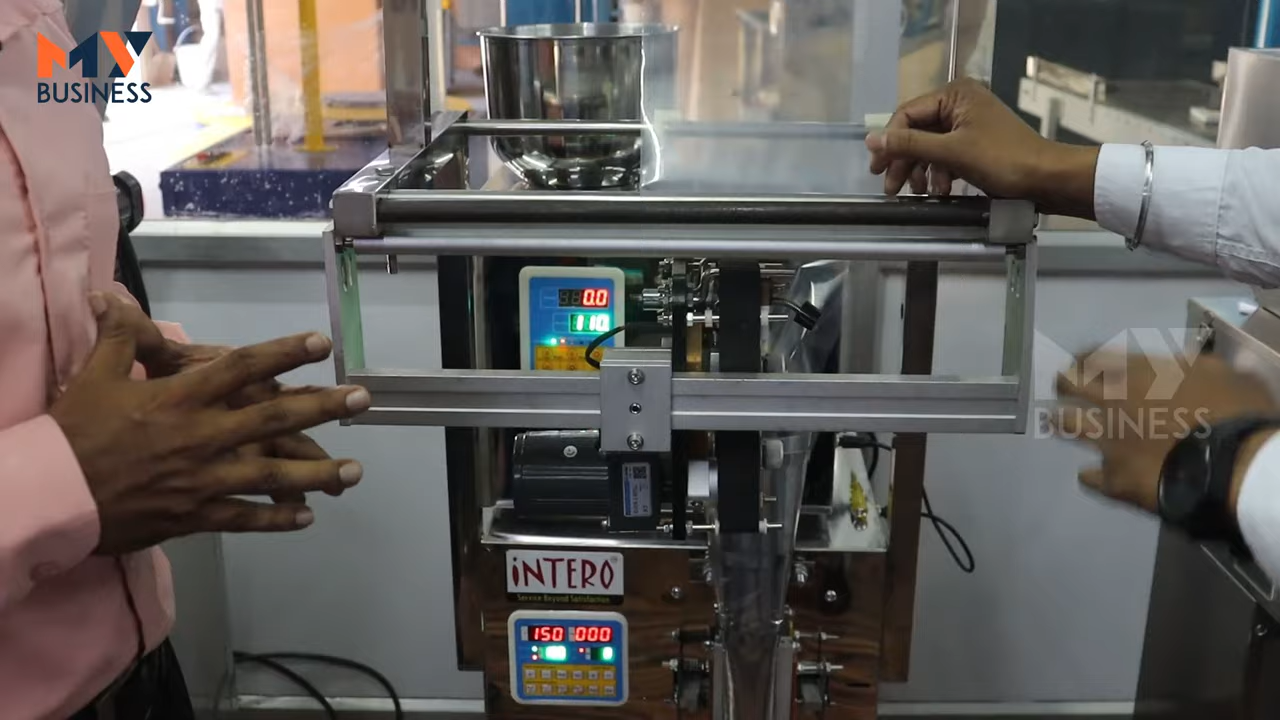 MY
BUSINESS
0.0
110
MY
BUSINESS
iNTERO
Service Beyond Satisfaction
150 000